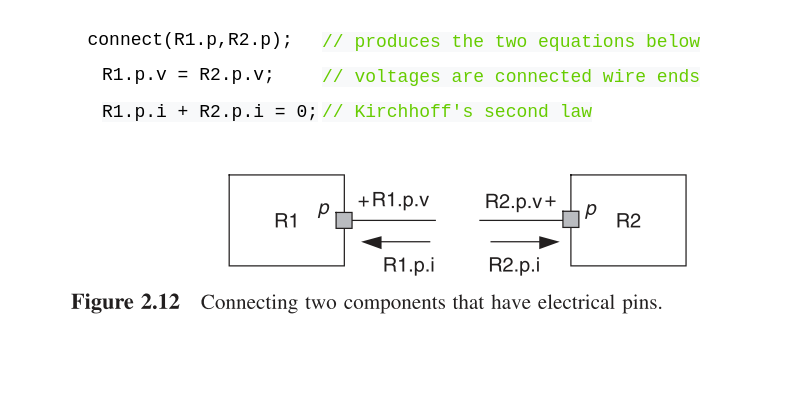 connect(R1.p,R2.p); // produces the two equations below
R1.p.v = R2.p.v; // voltages are connected wire ends
R1.p.i + R2.p.i = 0; // Kirchhoff's second law
R1 p +R1.p.v R2.p.v+ p R2
R1.p.i R2.p.i
Figure 2.12 Connecting two components that have electrical pins.